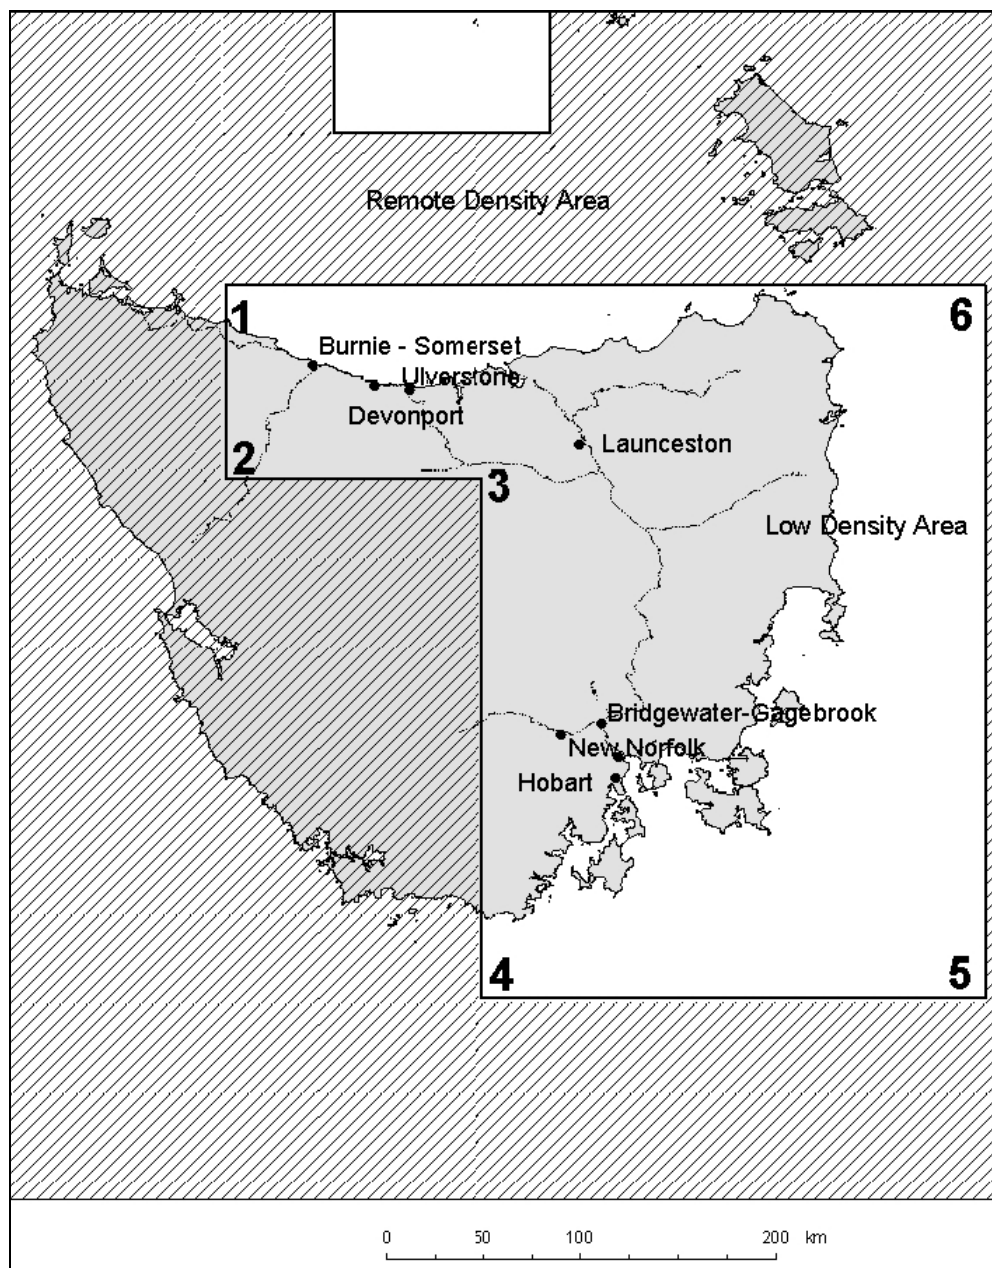 Remote Density Area
1
6
Burnie - Somerset
Ulverstone
Devonport
2
Launceston
3
Low Density Area
Bridgewater-Gagebrook
New Norfolk
Hobart
4
5
0 50 100 200 km